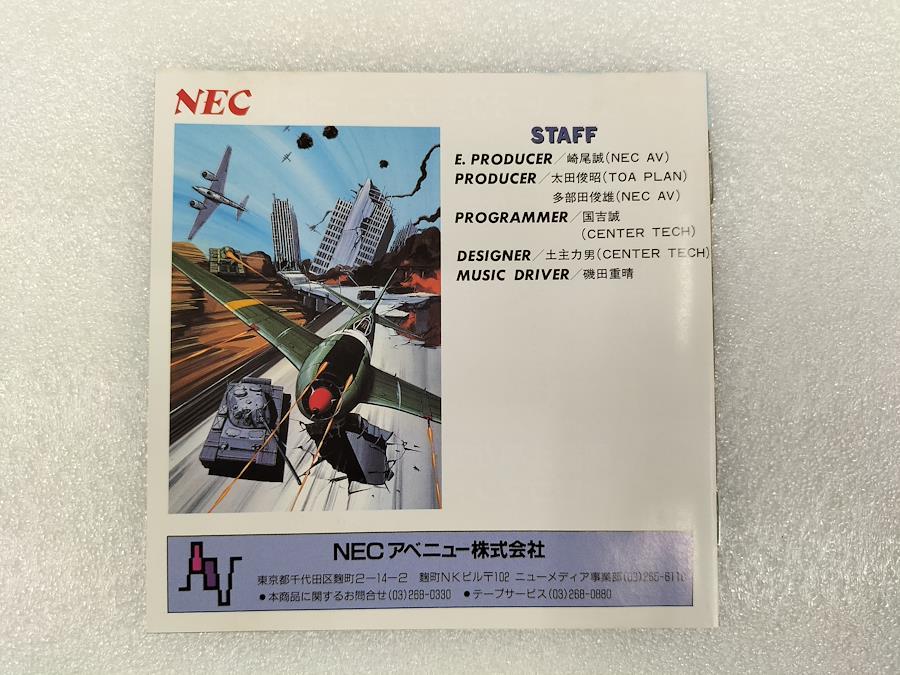 NEC
STAFF
E. PRODUCER／崎尾誠(NEC AV)
PRODUCER／太田俊昭(TOA PLAN)
多部田俊雄(NEC AV)
PROGRAMMER／国吉誠
(CENTER TECH)
DESIGNER／土主力男(CENTER TECH)
MUSIC DRIVER／磯田重晴
AV
NECアベニュー株式会社
東京都千代田区麹町2-14-2 麹町NKビル〒102 ニューメディア事業部(03)265-6110
●本商品に関するお問合せ(03)268-0330 ●テープサービス(03)268-0880